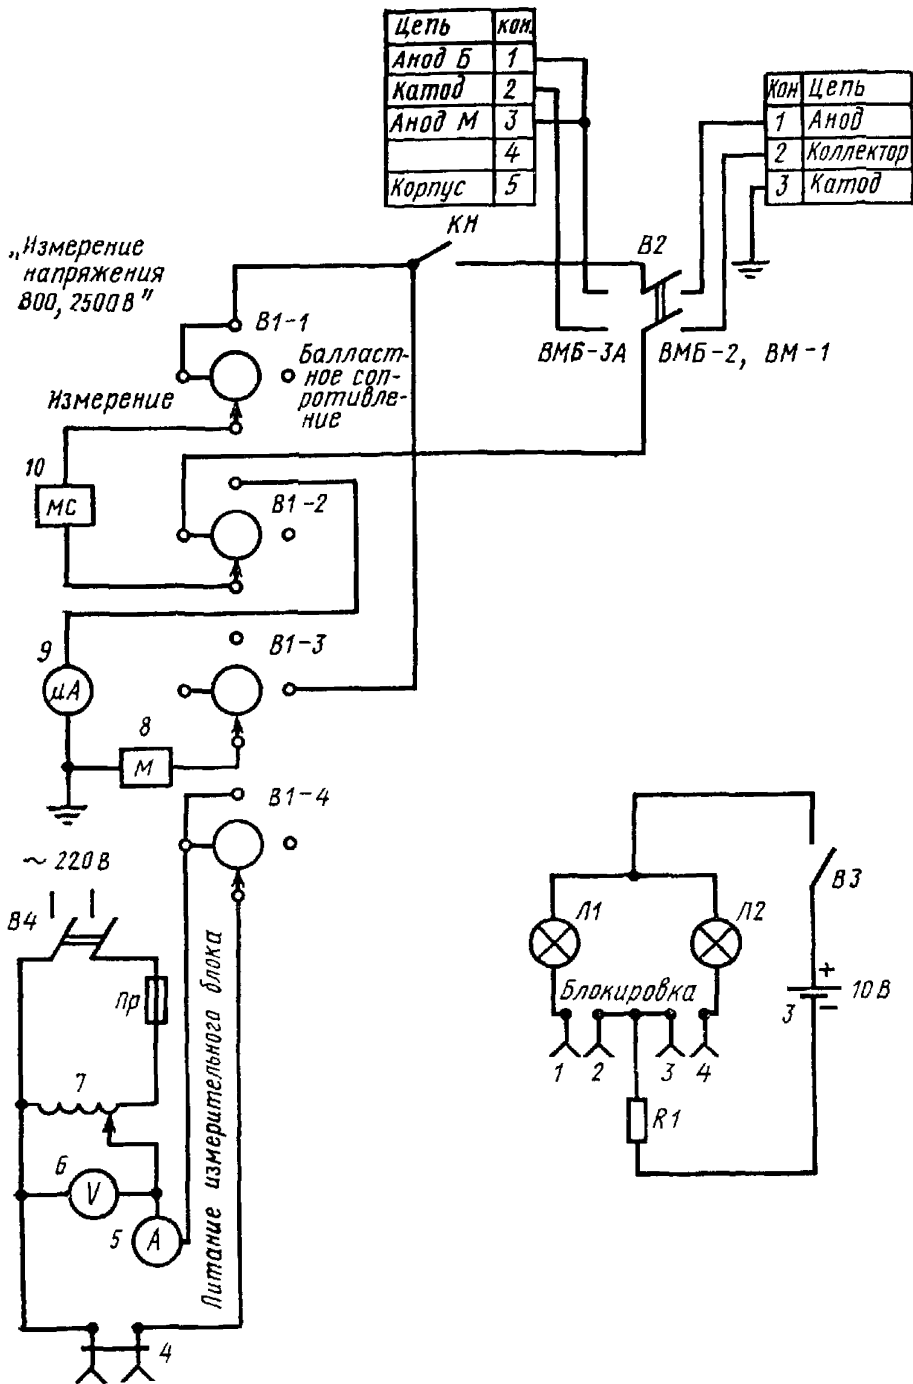 Цепь кон.
Анод Б 1
Катод 2
Анод М 3
4
Корпус 5
Кон Цепь
1 Анод
2 Коллектор
3 Катод
КН
В2
„Измерение
напряжения
800, 2500В”
В1-1
ВМБ-3А
ВМБ-2, ВМ-1
Балласт-
ное соп-
ротивле-
ние
Измерение
10
МС
В1-2
9
μА
В1-3
8
М
В1-4
~ 220 В
В4
Пр
7
6
V
5
А
Питание измерительного блока
4
В3
Л1
Л2
Блокировка
+
10 В
3
−
1 2 3 4
R1